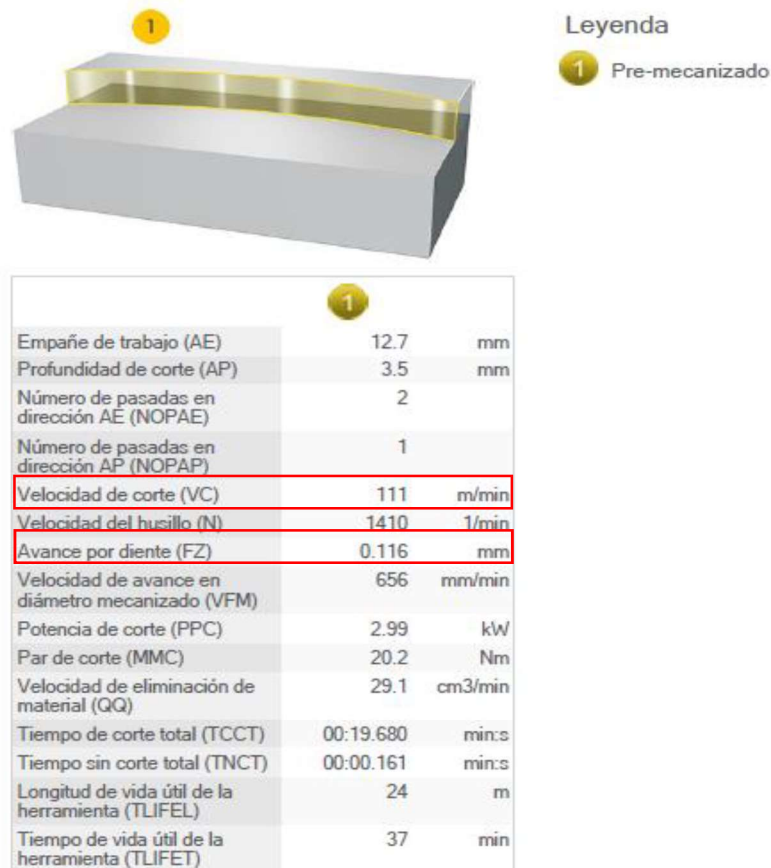 1
Leyenda
1 Pre-mecanizado
1
Empañe de trabajo (AE) 12.7 mm
Profundidad de corte (AP) 3.5 mm
Número de pasadas en 2
dirección AE (NOPAE)
Número de pasadas en 1
dirección AP (NOPAP)
Velocidad de corte (VC) 111 m/min
Velocidad del husillo (N) 1410 1/min
Avance por diente (FZ) 0.116 mm
Velocidad de avance en 656 mm/min
diámetro mecanizado (VFM)
Potencia de corte (PPC) 2.99 kW
Par de corte (MMC) 20.2 Nm
Velocidad de eliminación de 29.1 cm3/min
material (QQ)
Tiempo de corte total (TCCT) 00:19.680 min:s
Tiempo sin corte total (TNCT) 00:00.161 min:s
Longitud de vida útil de la 24 m
herramienta (TLIFEL)
Tiempo de vida útil de la 37 min
herramienta (TLIFET)